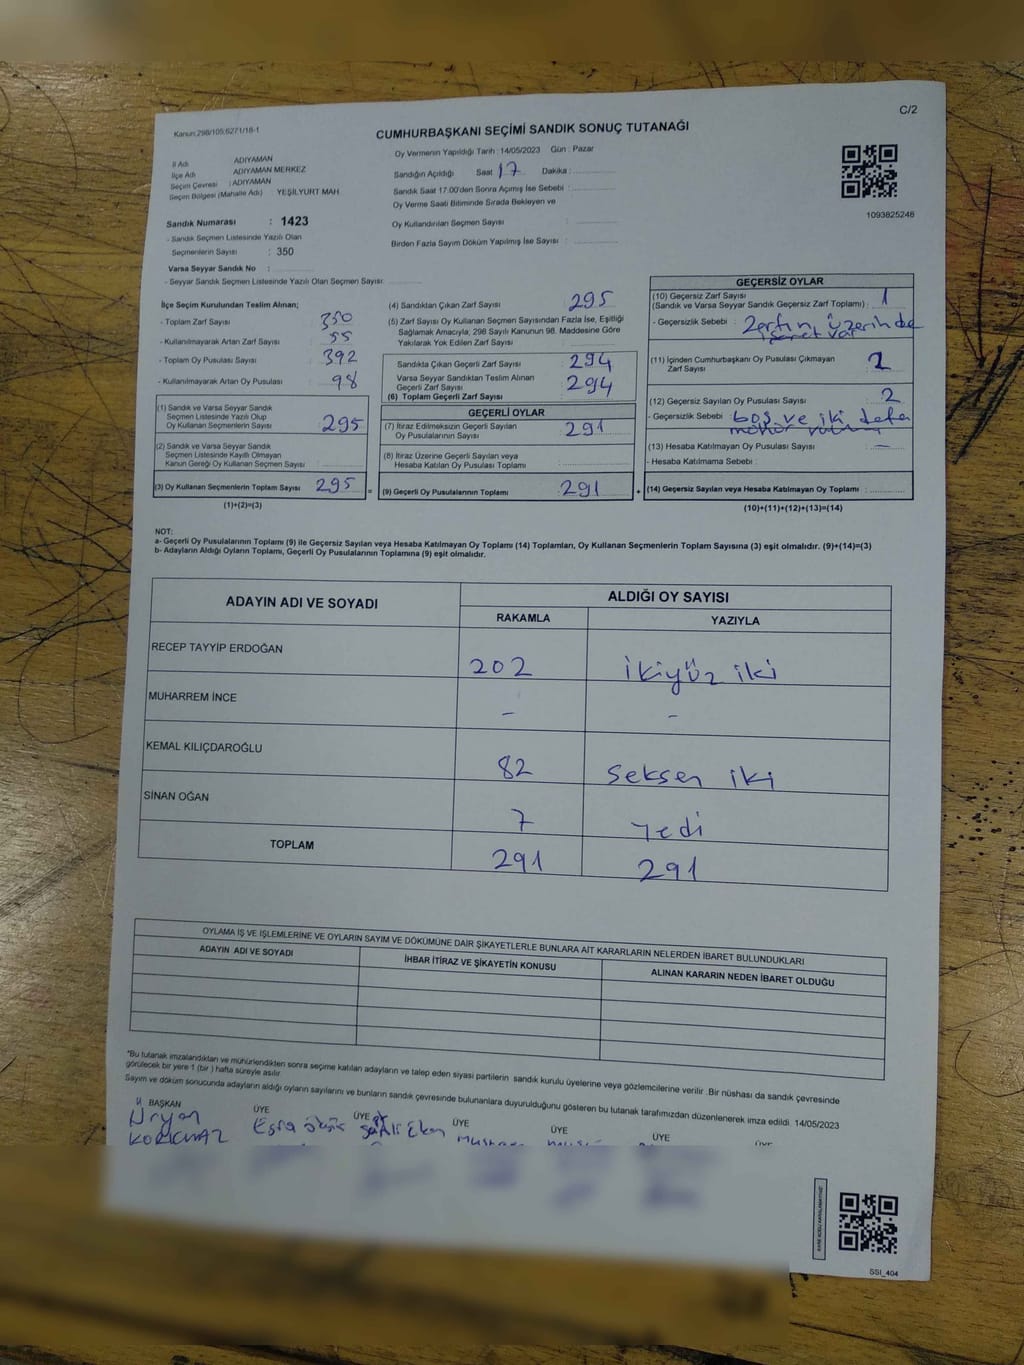 C/2
Kanun:298/105;6271/18-1
CUMHURBAŞKANI SEÇİMİ SANDIK SONUÇ TUTANAĞI
İl Adı ADIYAMAN
İlçe Adı ADIYAMAN MERKEZ
Seçim Çevresi : ADIYAMAN
Seçim Bölgesi (Mahalle Adı) YEŞİLYURT MAH
Sandık Numarası : 1423
- Sandık Seçmen Listesinde Yazılı Olan
Seçmenlerin Sayısı : 350
Varsa Seyyar Sandık No :
- Seyyar Sandık Seçmen Listesinde Yazılı Olan Seçmen Sayısı:
Oy Vermenin Yapıldığı Tarih : 14/05/2023 Gün : Pazar
Sandığın Açıldığı Saat 17 Dakika :
Sandık Saat 17.00'den Sonra Açılmış İse Sebebi :
Oy Verme Saati Bitiminde Sırada Bekleyen ve
Oy Kullandırılan Seçmen Sayısı :
Birden Fazla Sayım Döküm Yapılmış İse Sayısı :
1093825248
İlçe Seçim Kurulundan Teslim Alınan;
- Toplam Zarf Sayısı 350
- Kullanılmayarak Artan Zarf Sayısı 55
- Toplam Oy Pusulası Sayısı 392
- Kullanılmayarak Artan Oy Pusulası 98
(1) Sandık ve Varsa Seyyar Sandık
Seçmen Listesinde Yazılı Olup
Oy Kullanan Seçmenlerin Sayısı 295
(2) Sandık ve Varsa Seyyar Sandık
Seçmen Listesinde Kayıtlı Olmayan
Kanun Gereği Oy Kullanan Seçmen Sayısı
(3) Oy Kullanan Seçmenlerin Toplam Sayısı 295 =
(1)+(2)=(3)
(4) Sandıktan Çıkan Zarf Sayısı 295
(5) Zarf Sayısı Oy Kullanan Seçmen Sayısından Fazla İse, Eşitliği
Sağlamak Amacıyla; 298 Sayılı Kanunun 98. Maddesine Göre
Yakılarak Yok Edilen Zarf Sayısı
Sandıkta Çıkan Geçerli Zarf Sayısı 294
Varsa Seyyar Sandıktan Teslim Alınan
Geçerli Zarf Sayısı 294
(6) Toplam Geçerli Zarf Sayısı
GEÇERLİ OYLAR
(7) İtiraz Edilmeksizin Geçerli Sayılan
Oy Pusulalarının Sayısı 291
(8) İtiraz Üzerine Geçerli Sayılan veya
Hesaba Katılan Oy Pusulası Toplamı
(9) Geçerli Oy Pusulalarının Toplamı 291 +
GEÇERSİZ OYLAR
(10) Geçersiz Zarf Sayısı
(Sandık ve Varsa Seyyar Sandık Geçersiz Zarf Toplamı) : 1
- Geçersizlik Sebebi : Zarfın üzerinde
işaret var
(11) İçinden Cumhurbaşkanı Oy Pusulası Çıkmayan
Zarf Sayısı
(12) Geçersiz Sayılan Oy Pusulası Sayısı 2
- Geçersizlik Sebebi : boş ve iki defa
mühür
(13) Hesaba Katılmayan Oy Pusulası Sayısı : -
- Hesaba Katılmama Sebebi :
(14) Geçersiz Sayılan veya Hesaba Katılmayan Oy Toplamı :
(10)+(11)+(12)+(13)=(14)
NOT:
a- Geçerli Oy Pusulalarının Toplamı (9) ile Geçersiz Sayılan veya Hesaba Katılmayan Oy Toplamı (14) Toplamları, Oy Kullanan Seçmenlerin Toplam Sayısına (3) eşit olmalıdır. (9)+(14)=(3)
b- Adayların Aldığı Oyların Toplamı, Geçerli Oy Pusulalarının Toplamına (9) eşit olmalıdır.
ADAYIN ADI VE SOYADI ALDIĞI OY SAYISI
RAKAMLA YAZIYLA
RECEP TAYYİP ERDOĞAN 202 ikiyüz iki
MUHARREM İNCE - -
KEMAL KILIÇDAROĞLU 82 seksen iki
SİNAN OĞAN 7 yedi
TOPLAM 291 291
OYLAMA İŞ VE İŞLEMLERİNE VE OYLARIN SAYIM VE DÖKÜMÜNE DAİR ŞİKAYETLERLE BUNLARA AİT KARARLARIN NELERDEN İBARET BULUNDUKLARI
ADAYIN ADI VE SOYADI İHBAR İTİRAZ VE ŞİKAYETİN KONUSU ALINAN KARARIN NEDEN İBARET OLDUĞU
*Bu tutanak imzalandıktan ve mühürlendikten sonra seçime katılan adayların ve talep eden siyasi partilerin sandık kurulu üyelerine veya gözlemcilerine verilir .Bir nüshası da sandık çevresinde
görülecek bir yere 1 (bir ) hafta süreyle asılır.
Sayım ve döküm sonucunda adayların aldığı oyların sayılarını ve bunların sandık çevresinde bulunanlara duyurulduğunu gösteren bu tutanak tarafımızdan düzenlenerek imza edildi. 14/05/2023
BAŞKAN ÜYE ÜYE ÜYE ÜYE ÜYE ÜYE
KORKMAZ Esra
SSI_404